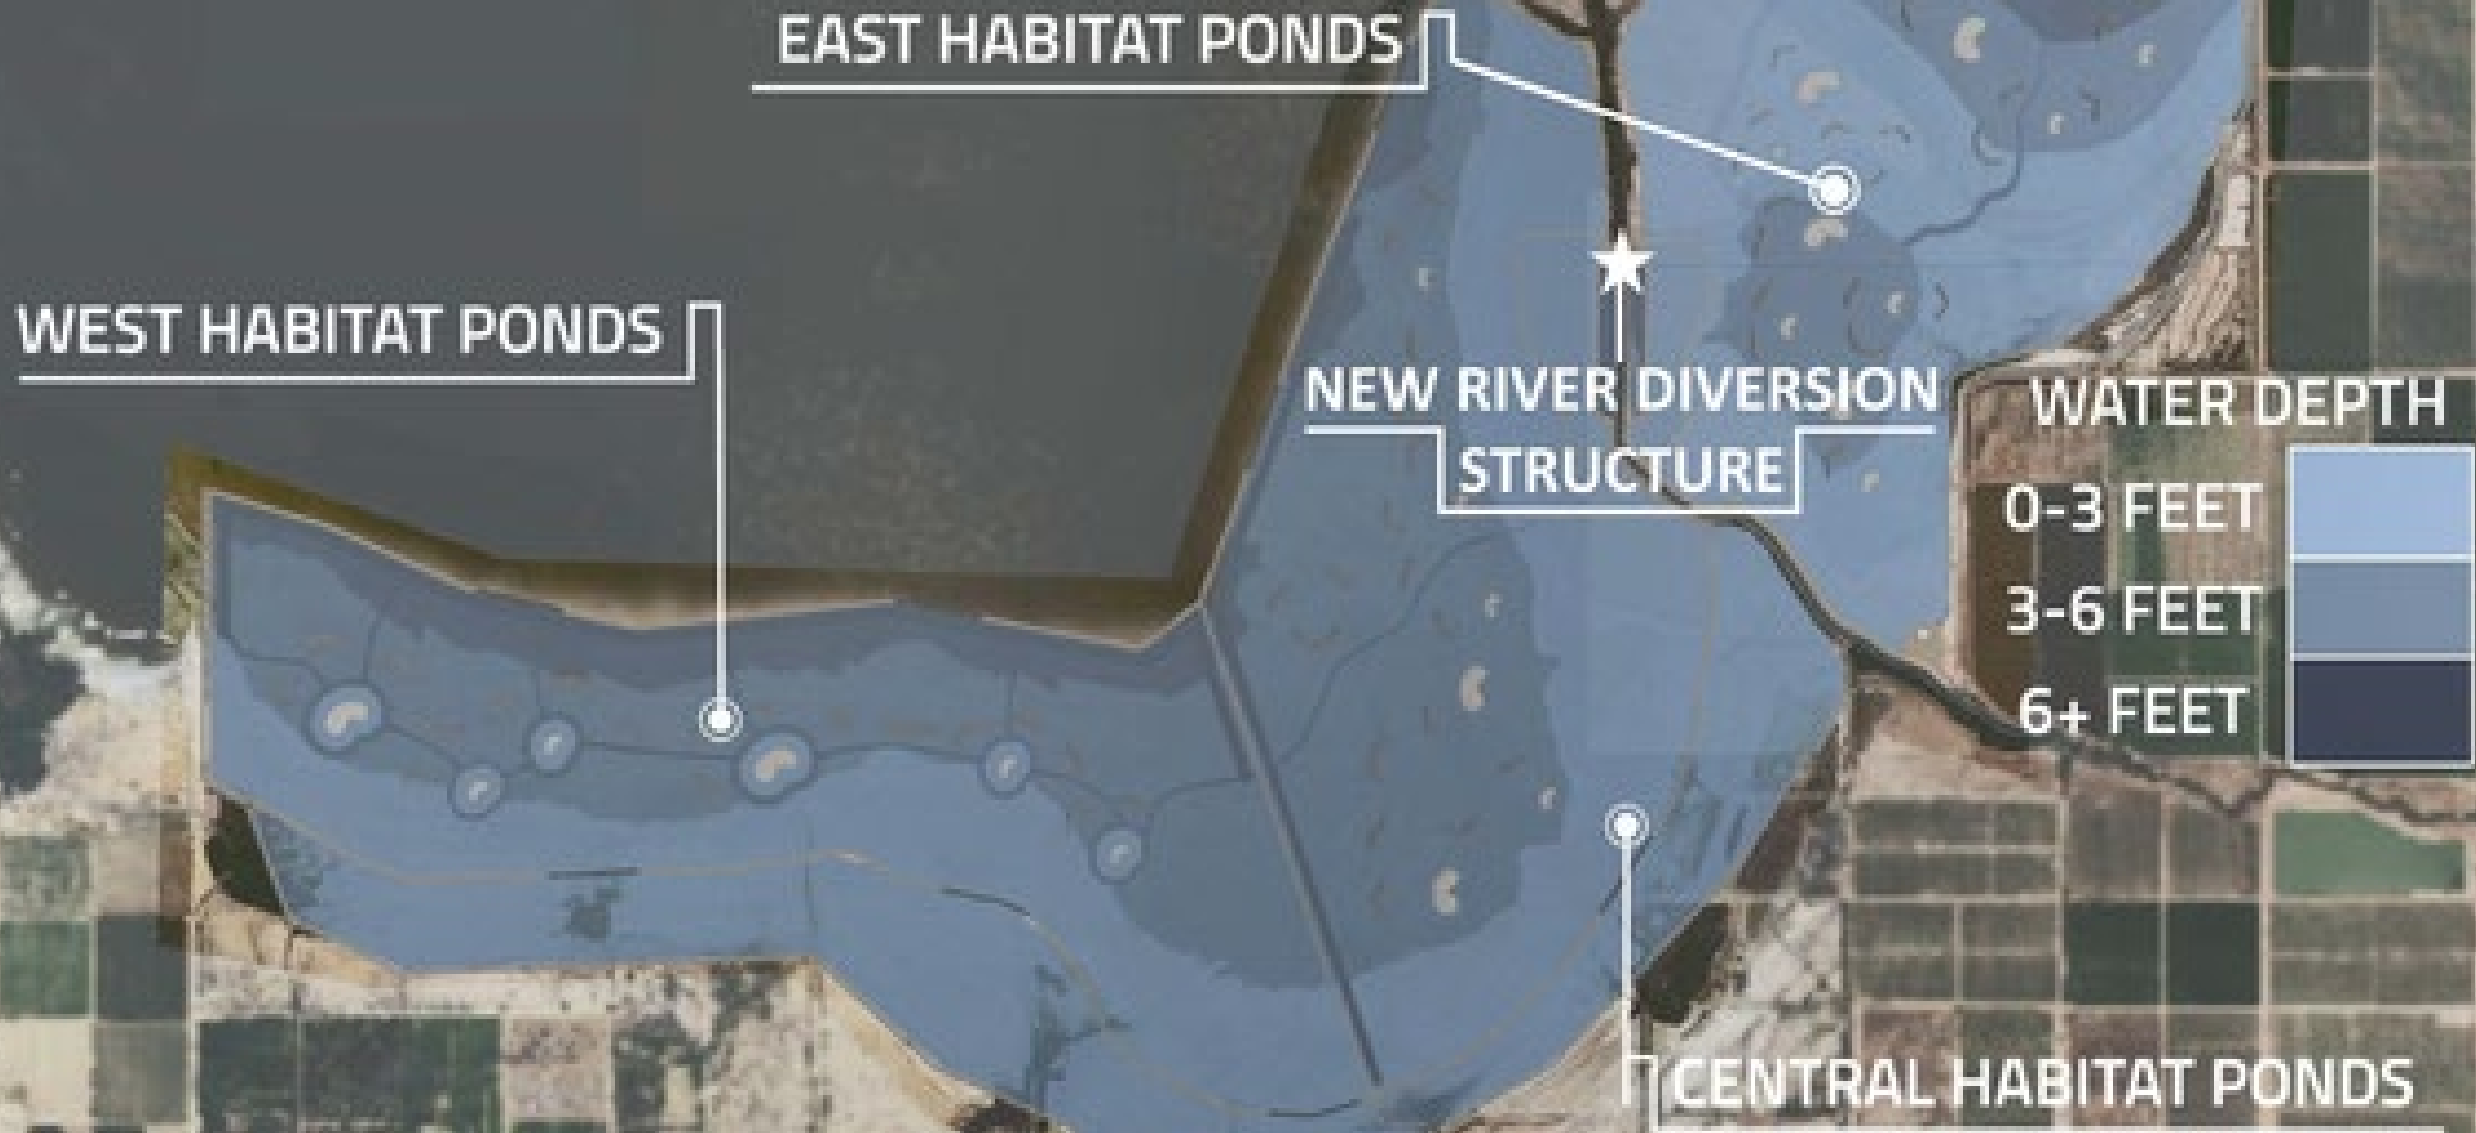 EAST HABITAT PONDS
WEST HABITAT PONDS
NEW RIVER DIVERSION
STRUCTURE
WATER DEPTH
0-3 FEET
3-6 FEET
6+ FEET
CENTRAL HABITAT PONDS